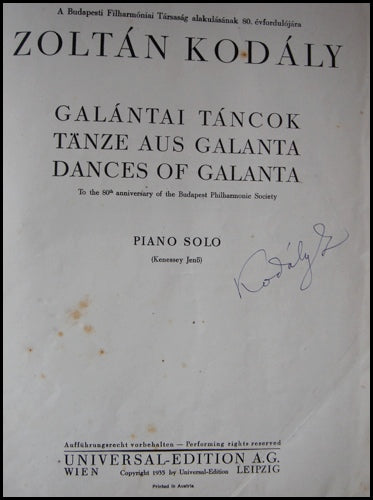 A Budapesti Filharmóniai Társaság alakulásának 80. évfordulójára
ZOLTÁN KODÁLY
GALÁNTAI TÁNCOK
TÄNZE AUS GALANTA
DANCES OF GALANTA
To the 80th anniversary of the Budapest Philharmonic Society
PIANO SOLO
(Kenessey Jenő)
Kodály Z
Aufführungsrecht vorbehalten — Performing rights reserved
UNIVERSAL-EDITION A.G.
WIEN Copyright 1935 by Universal-Edition LEIPZIG
Printed in Austria